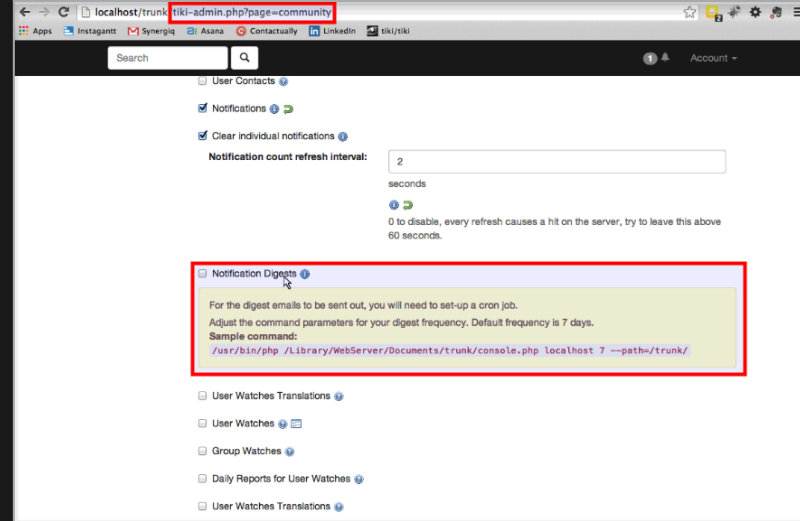 localhost/trunk/tiki-admin.php?page=community
2
Apps Instagantt Synergiq Asana Contactually LinkedIn tiki/tiki
Search 1 Account
User Contacts
Notifications
Clear individual notifications
Notification count refresh interval: 2
seconds
0 to disable, every refresh causes a hit on the server, try to leave this above
60 seconds.
Notification Digests
For the digest emails to be sent out, you will need to set-up a cron job.
Adjust the command parameters for your digest frequency. Default frequency is 7 days.
Sample command:
/usr/bin/php /Library/WebServer/Documents/trunk/console.php localhost 7 --path=/trunk/
User Watches Translations
User Watches
Group Watches
Daily Reports for User Watches
User Watches Translations